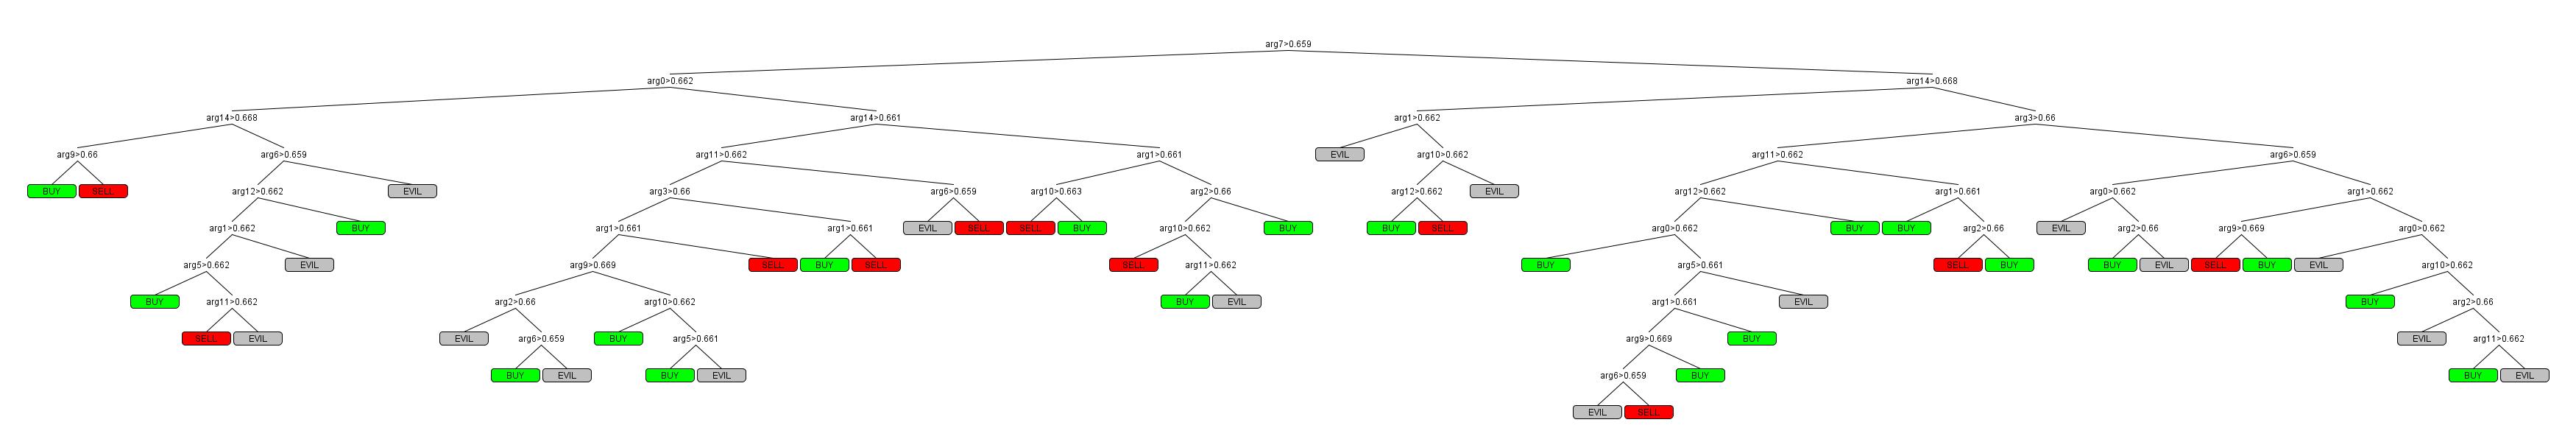 arg7>0.659
arg0>0.662 arg14>0.668
arg14>0.668 arg14>0.661 arg1>0.662 arg3>0.66
arg9>0.66 arg6>0.659 arg11>0.662 arg1>0.661 EVIL arg10>0.662 arg11>0.662 arg6>0.659
BUY SELL arg12>0.662 EVIL arg3>0.66 arg6>0.659 arg10>0.663 arg2>0.66 arg12>0.662 EVIL arg12>0.662 arg1>0.661 arg0>0.662 arg1>0.662
arg1>0.662 BUY arg1>0.661 arg1>0.661 EVIL SELL SELL BUY arg10>0.662 BUY BUY SELL arg0>0.662 BUY BUY arg2>0.66 EVIL arg2>0.66 arg9>0.669 arg0>0.662
arg5>0.662 EVIL arg9>0.669 SELL BUY SELL SELL arg11>0.662 BUY arg5>0.661 SELL BUY BUY EVIL SELL BUY EVIL arg10>0.662
BUY arg11>0.662 arg2>0.66 arg10>0.662 BUY EVIL arg1>0.661 EVIL BUY arg2>0.66
SELL EVIL EVIL arg6>0.659 BUY arg5>0.661 arg9>0.669 BUY EVIL arg11>0.662
BUY EVIL BUY EVIL arg6>0.659 BUY BUY EVIL
EVIL SELL